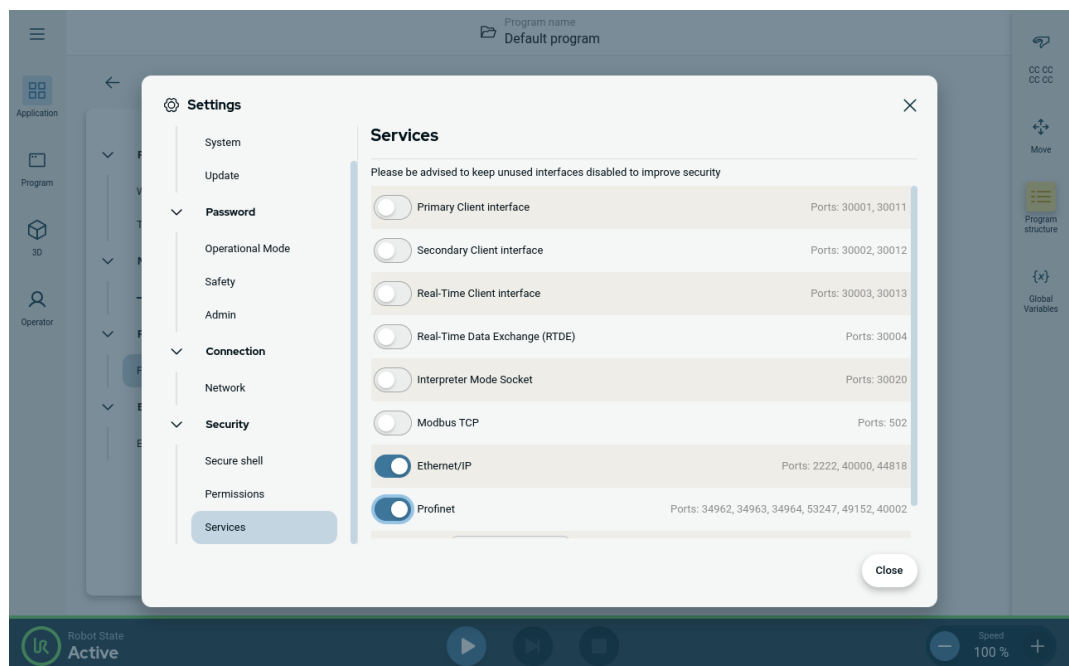 Program name
Default program
Application
Program
3D
Operator
Settings
System
Update
Password
Operational Mode
Safety
Admin
Connection
Network
Security
Secure shell
Permissions
Services
Services
Please be advised to keep unused interfaces disabled to improve security
Primary Client interface Ports: 30001, 30011
Secondary Client interface Ports: 30002, 30012
Real-Time Client interface Ports: 30003, 30013
Real-Time Data Exchange (RTDE) Ports: 30004
Interpreter Mode Socket Ports: 30020
Modbus TCP Ports: 502
Ethernet/IP Ports: 2222, 40000, 44818
Profinet Ports: 34962, 34963, 34964, 53247, 49152, 40002
Close
CC CC
CC CC
Move
Program
structure
{x}
Global
Variables
UR
Robot State
Active
Speed
100 %